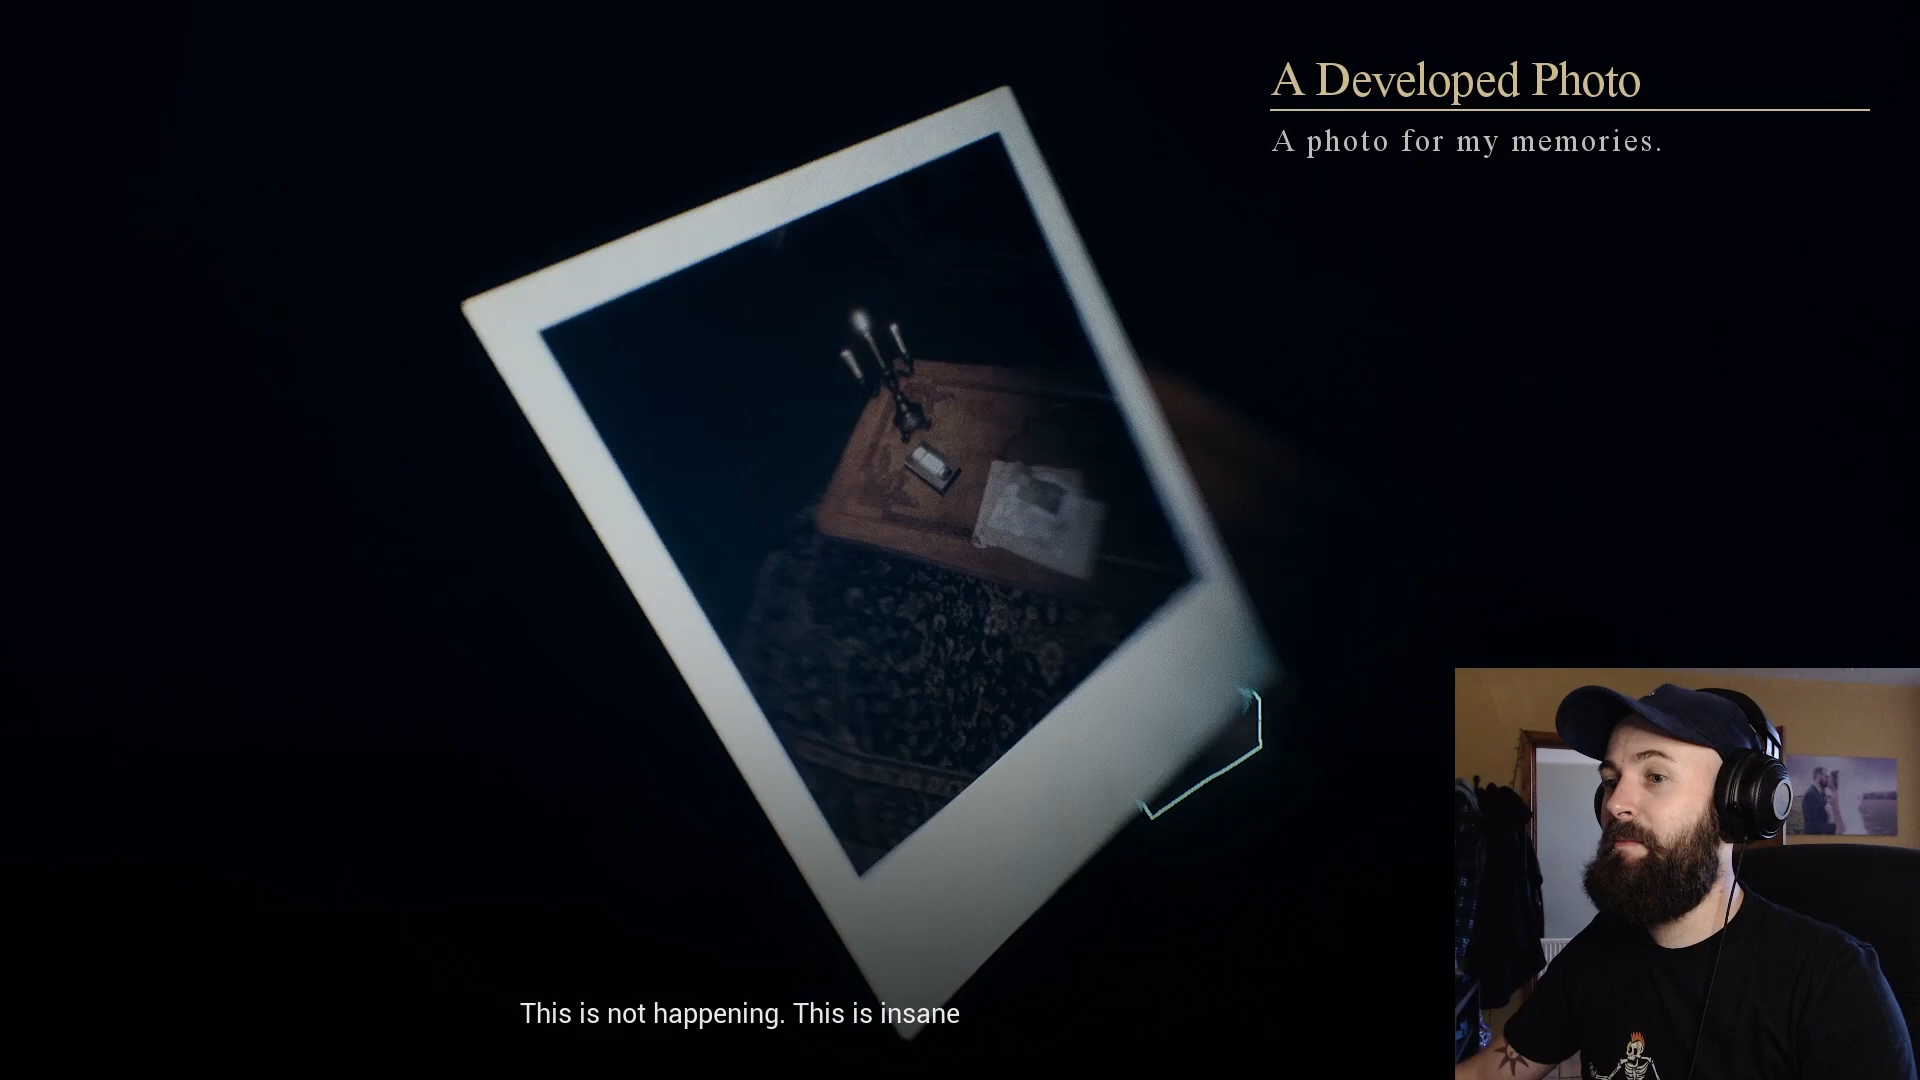 A Developed Photo
A photo for my memories.
This is not happening. This is insane